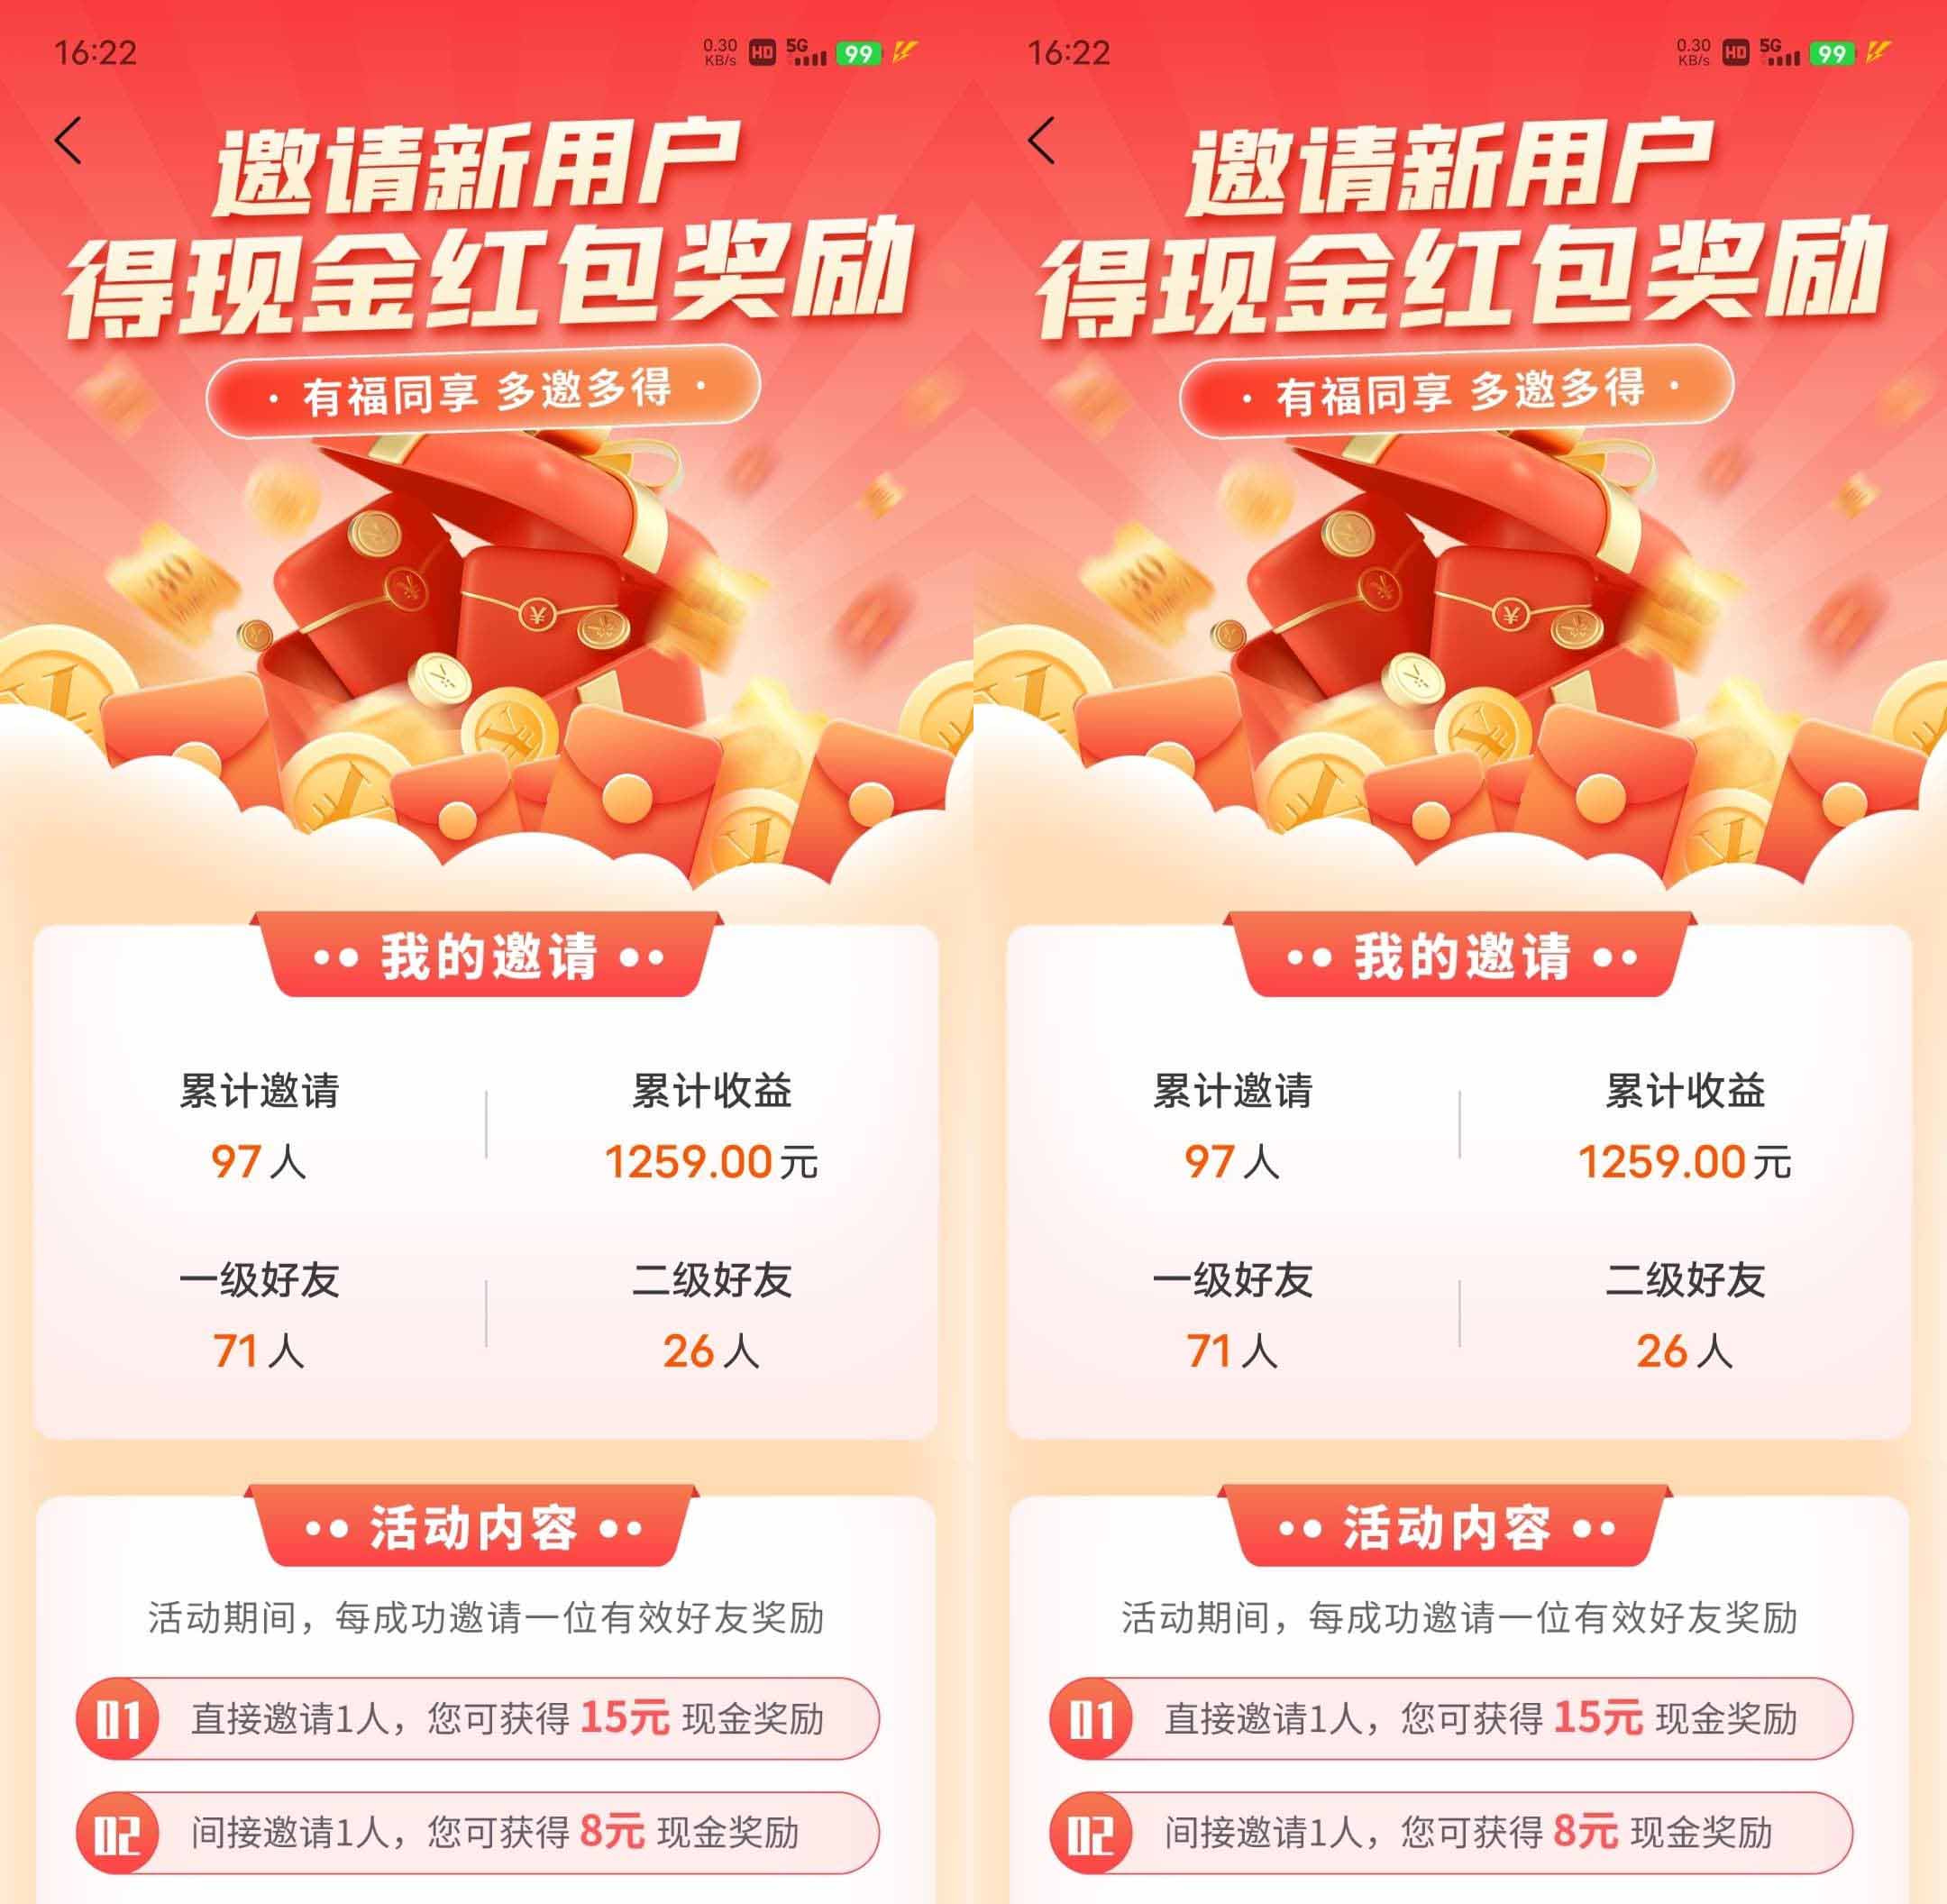 16:22
0.30
KB/s
HD
5G
99
邀请新用户
得现金红包奖励
· 有福同享 多邀多得 ·
我的邀请
累计邀请
累计收益
97人
1259.00元
一级好友
二级好友
71人
26人
活动内容
活动期间，每成功邀请一位有效好友奖励
01 直接邀请1人，您可获得 15元 现金奖励
02 间接邀请1人，您可获得 8元 现金奖励
16:22
0.30
KB/s
HD
5G
99
邀请新用户
得现金红包奖励
· 有福同享 多邀多得 ·
我的邀请
累计邀请
累计收益
97人
1259.00元
一级好友
二级好友
71人
26人
活动内容
活动期间，每成功邀请一位有效好友奖励
01 直接邀请1人，您可获得 15元 现金奖励
02 间接邀请1人，您可获得 8元 现金奖励